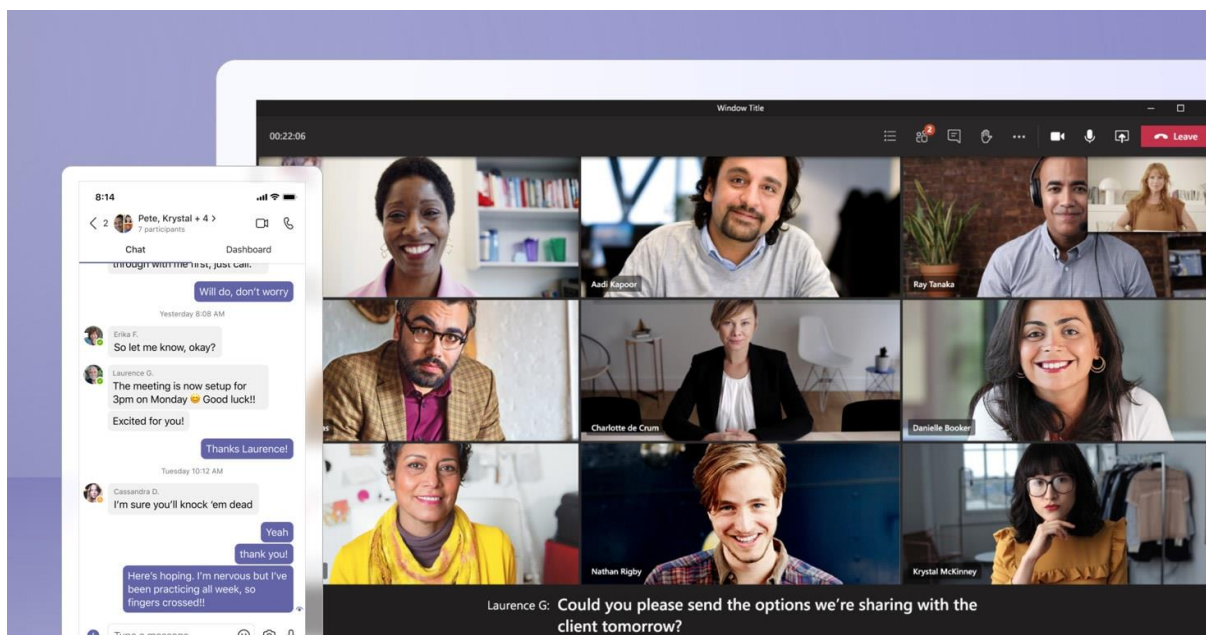 Window Title
00:22:06
2
Leave
Aadi Kapoor
Ray Tanaka
as
Charlotte de Crum
Danielle Booker
Nathan Rigby
Krystal McKinney
Laurence G: Could you please send the options we're sharing with the
client tomorrow?
8:14
2
Pete, Krystal + 4 >
7 participants
Chat
Dashboard
through with me first, just call.
Will do, don't worry
Yesterday 8:08 AM
Erika F.
So let me know, okay?
Laurence G.
The meeting is now setup for
3pm on Monday 😊 Good luck!!
Excited for you!
Thanks Laurence!
Tuesday 10:12 AM
Cassandra D.
I'm sure you'll knock 'em dead
Yeah
thank you!
Here's hoping. I'm nervous but I've
been practicing all week, so
fingers crossed!!
Type a message